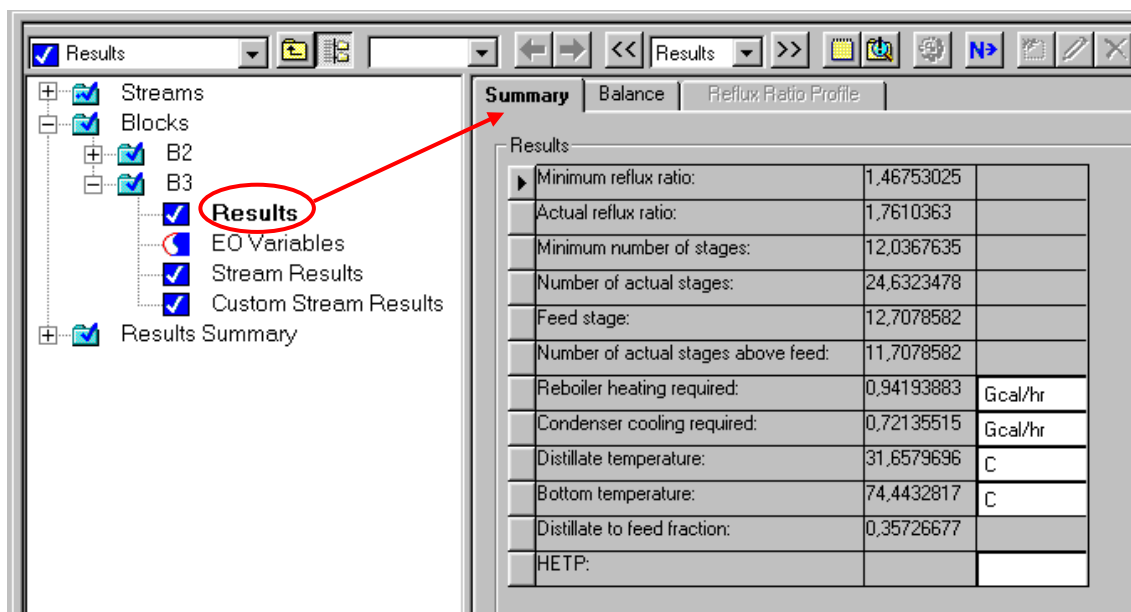 Results
<< Results >> N
Streams
Blocks
B2
B3
Results
EO Variables
Stream Results
Custom Stream Results
Results Summary
Summary Balance Reflux Ratio Profile
Results
Minimum reflux ratio: 1,46753025
Actual reflux ratio: 1,7610363
Minimum number of stages: 12,0367635
Number of actual stages: 24,6323478
Feed stage: 12,7078582
Number of actual stages above feed: 11,7078582
Reboiler heating required: 0,94193883 Gcal/hr
Condenser cooling required: 0,72135515 Gcal/hr
Distillate temperature: 31,6579696 C
Bottom temperature: 74,4432817 C
Distillate to feed fraction: 0,35726677
HETP: